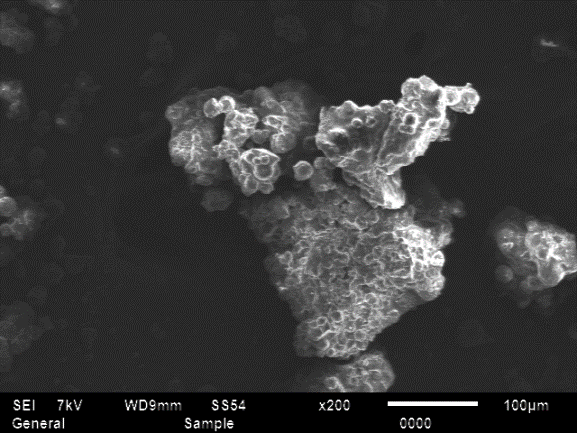 SEI 7kV WD9mm SS54 x200 100μm
General Sample 0000